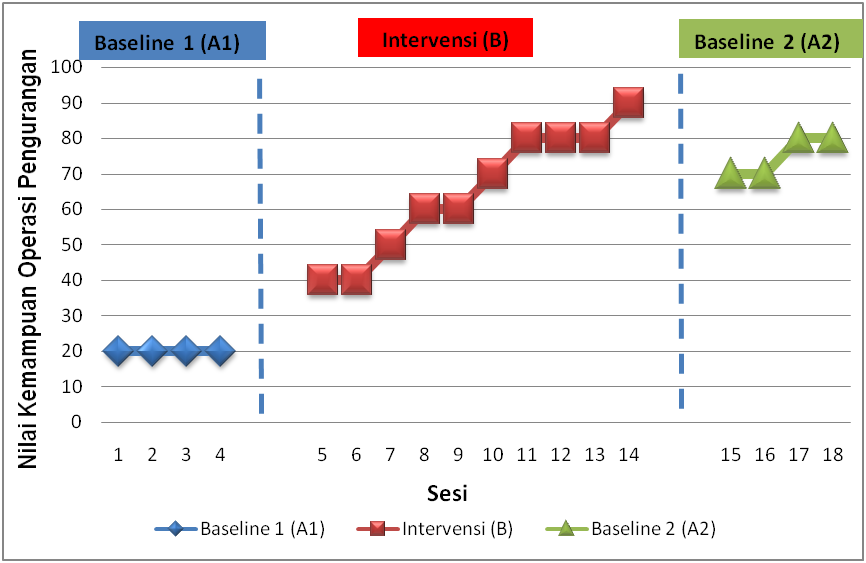 Baseline 1 (A1)
Intervensi (B)
Baseline 2 (A2)
Nilai Kemampuan Operasi Pengurangan
100
90
80
70
60
50
40
30
20
10
0
1 2 3 4 5 6 7 8 9 10 11 12 13 14 15 16 17 18
Sesi
Baseline 1 (A1) Intervensi (B) Baseline 2 (A2)